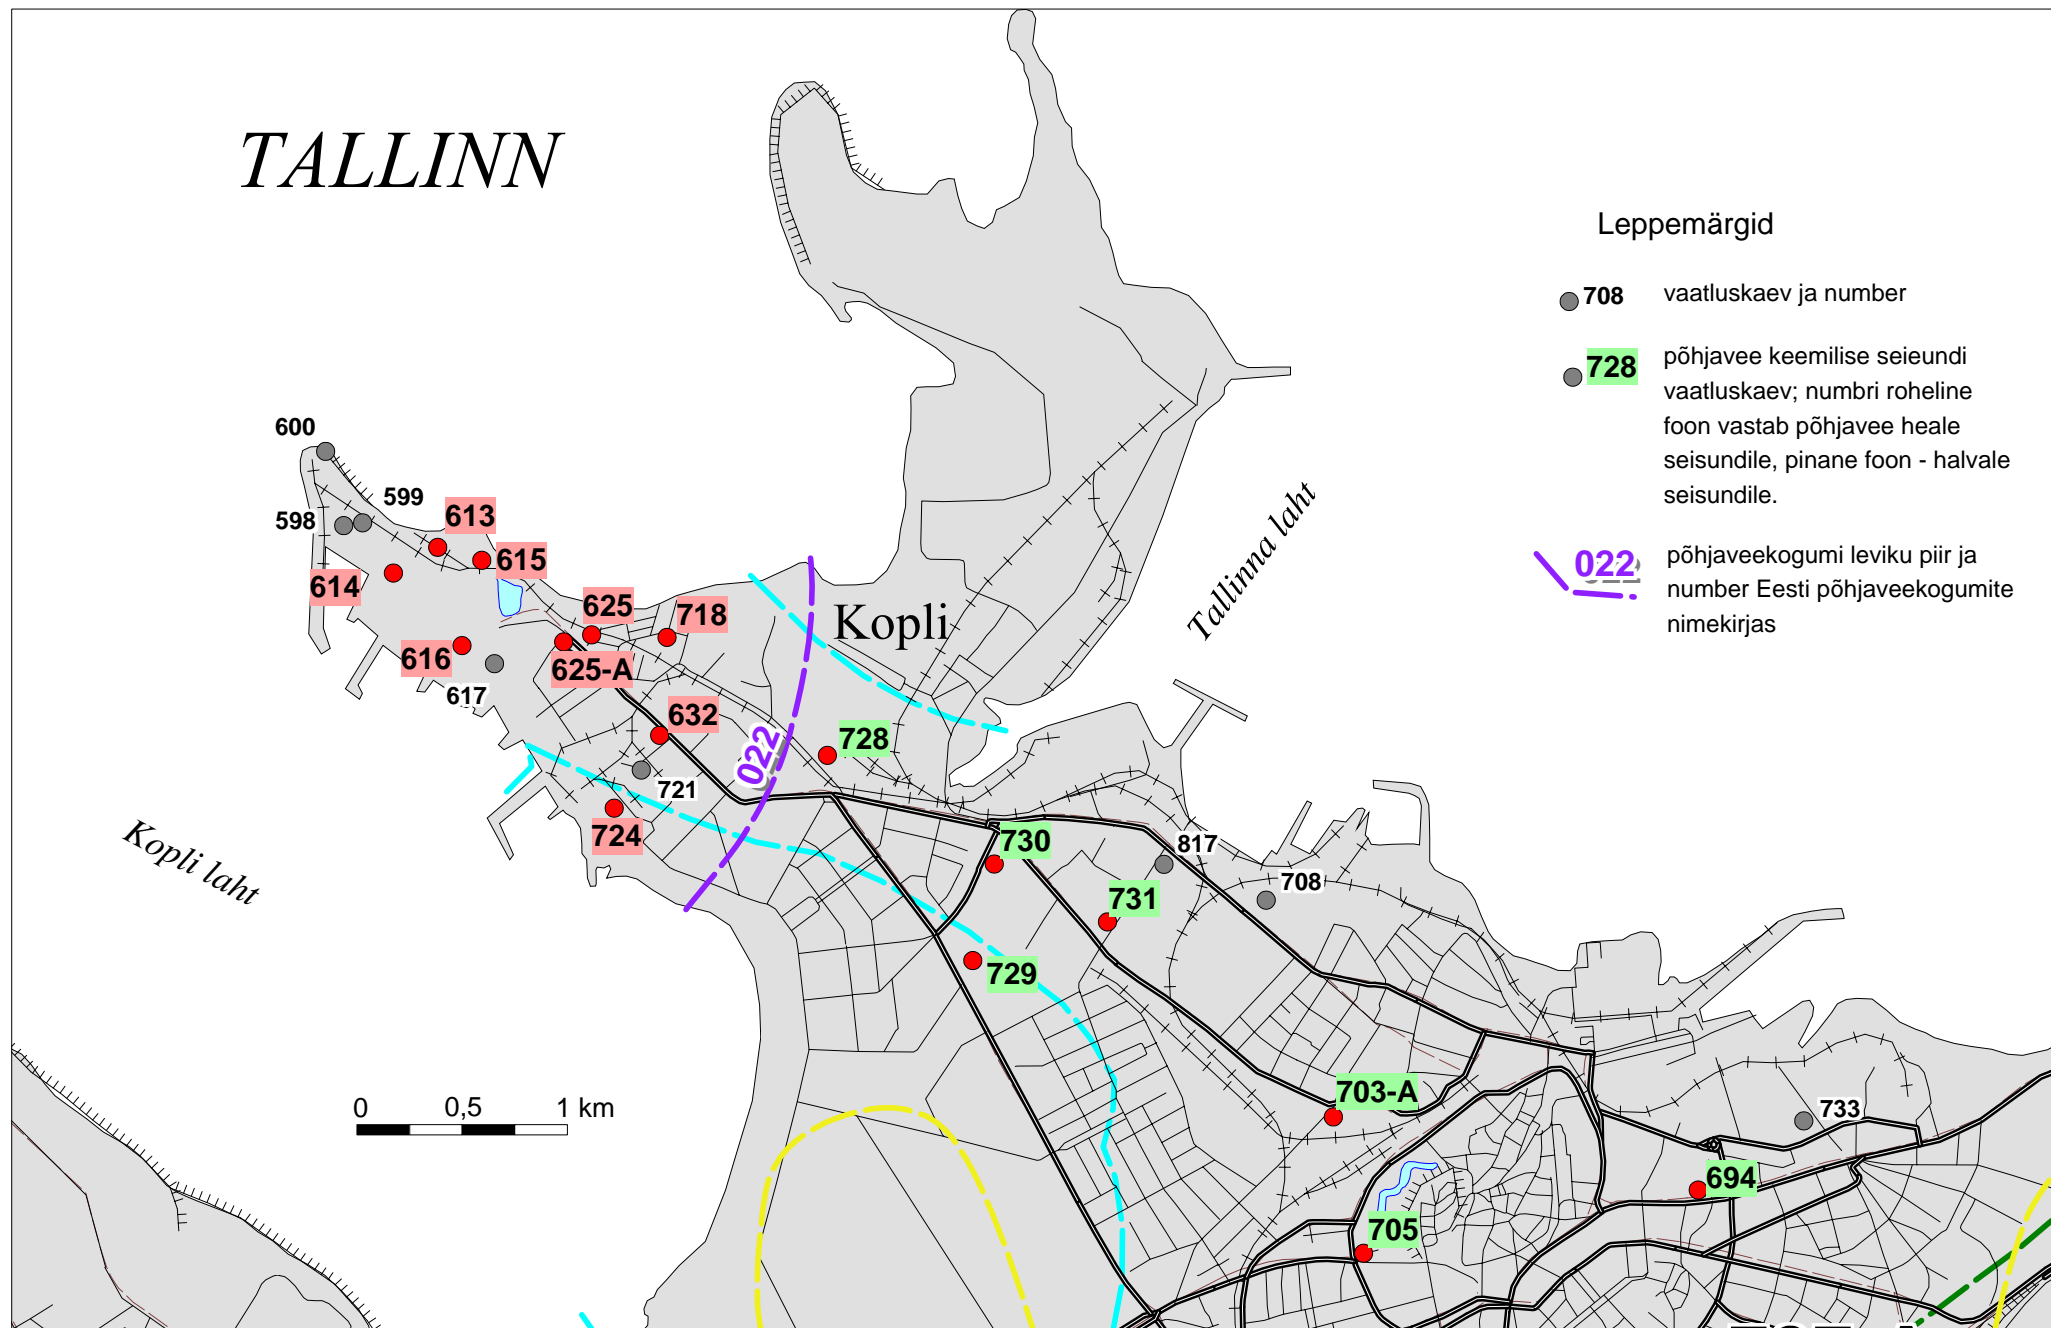 TALLINN
Leppemärgid
708 vaatluskaev ja number
728 põhjavee keemilise seieundi
vaatluskaev; numbri roheline
foon vastab põhjavee heale
seisundile, pinane foon - halvale
seisundile.
022 põhjaveekogumi leviku piir ja
number Eesti põhjaveekogumite
nimekirjas
600
599
598
613
615
614
625
718
Kopli
Tallinna laht
616
625-A
617
632
022
728
721
724
730
817
Kopli laht
708
731
729
0 0,5 1 km
703-A
733
694
705